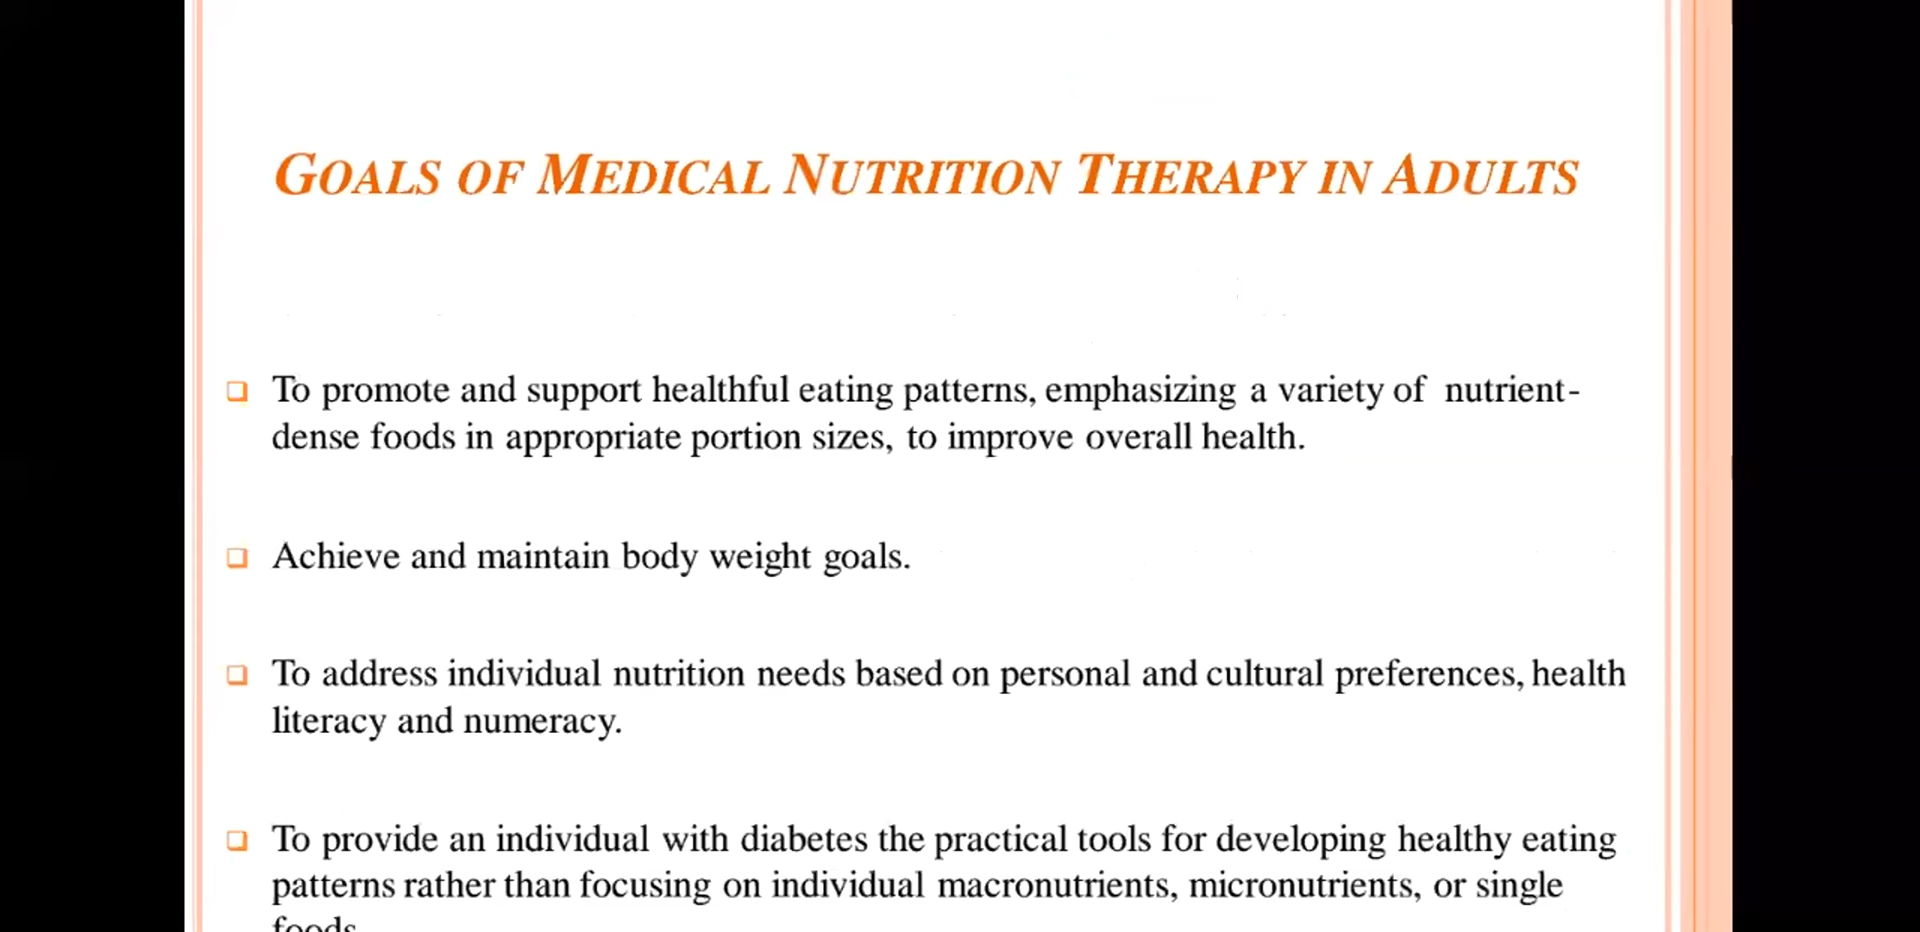 GOALS OF MEDICAL NUTRITION THERAPY IN ADULTS
To promote and support healthful eating patterns, emphasizing a variety of nutrient-
dense foods in appropriate portion sizes, to improve overall health.
Achieve and maintain body weight goals.
To address individual nutrition needs based on personal and cultural preferences, health
literacy and numeracy.
To provide an individual with diabetes the practical tools for developing healthy eating
patterns rather than focusing on individual macronutrients, micronutrients, or single
foods